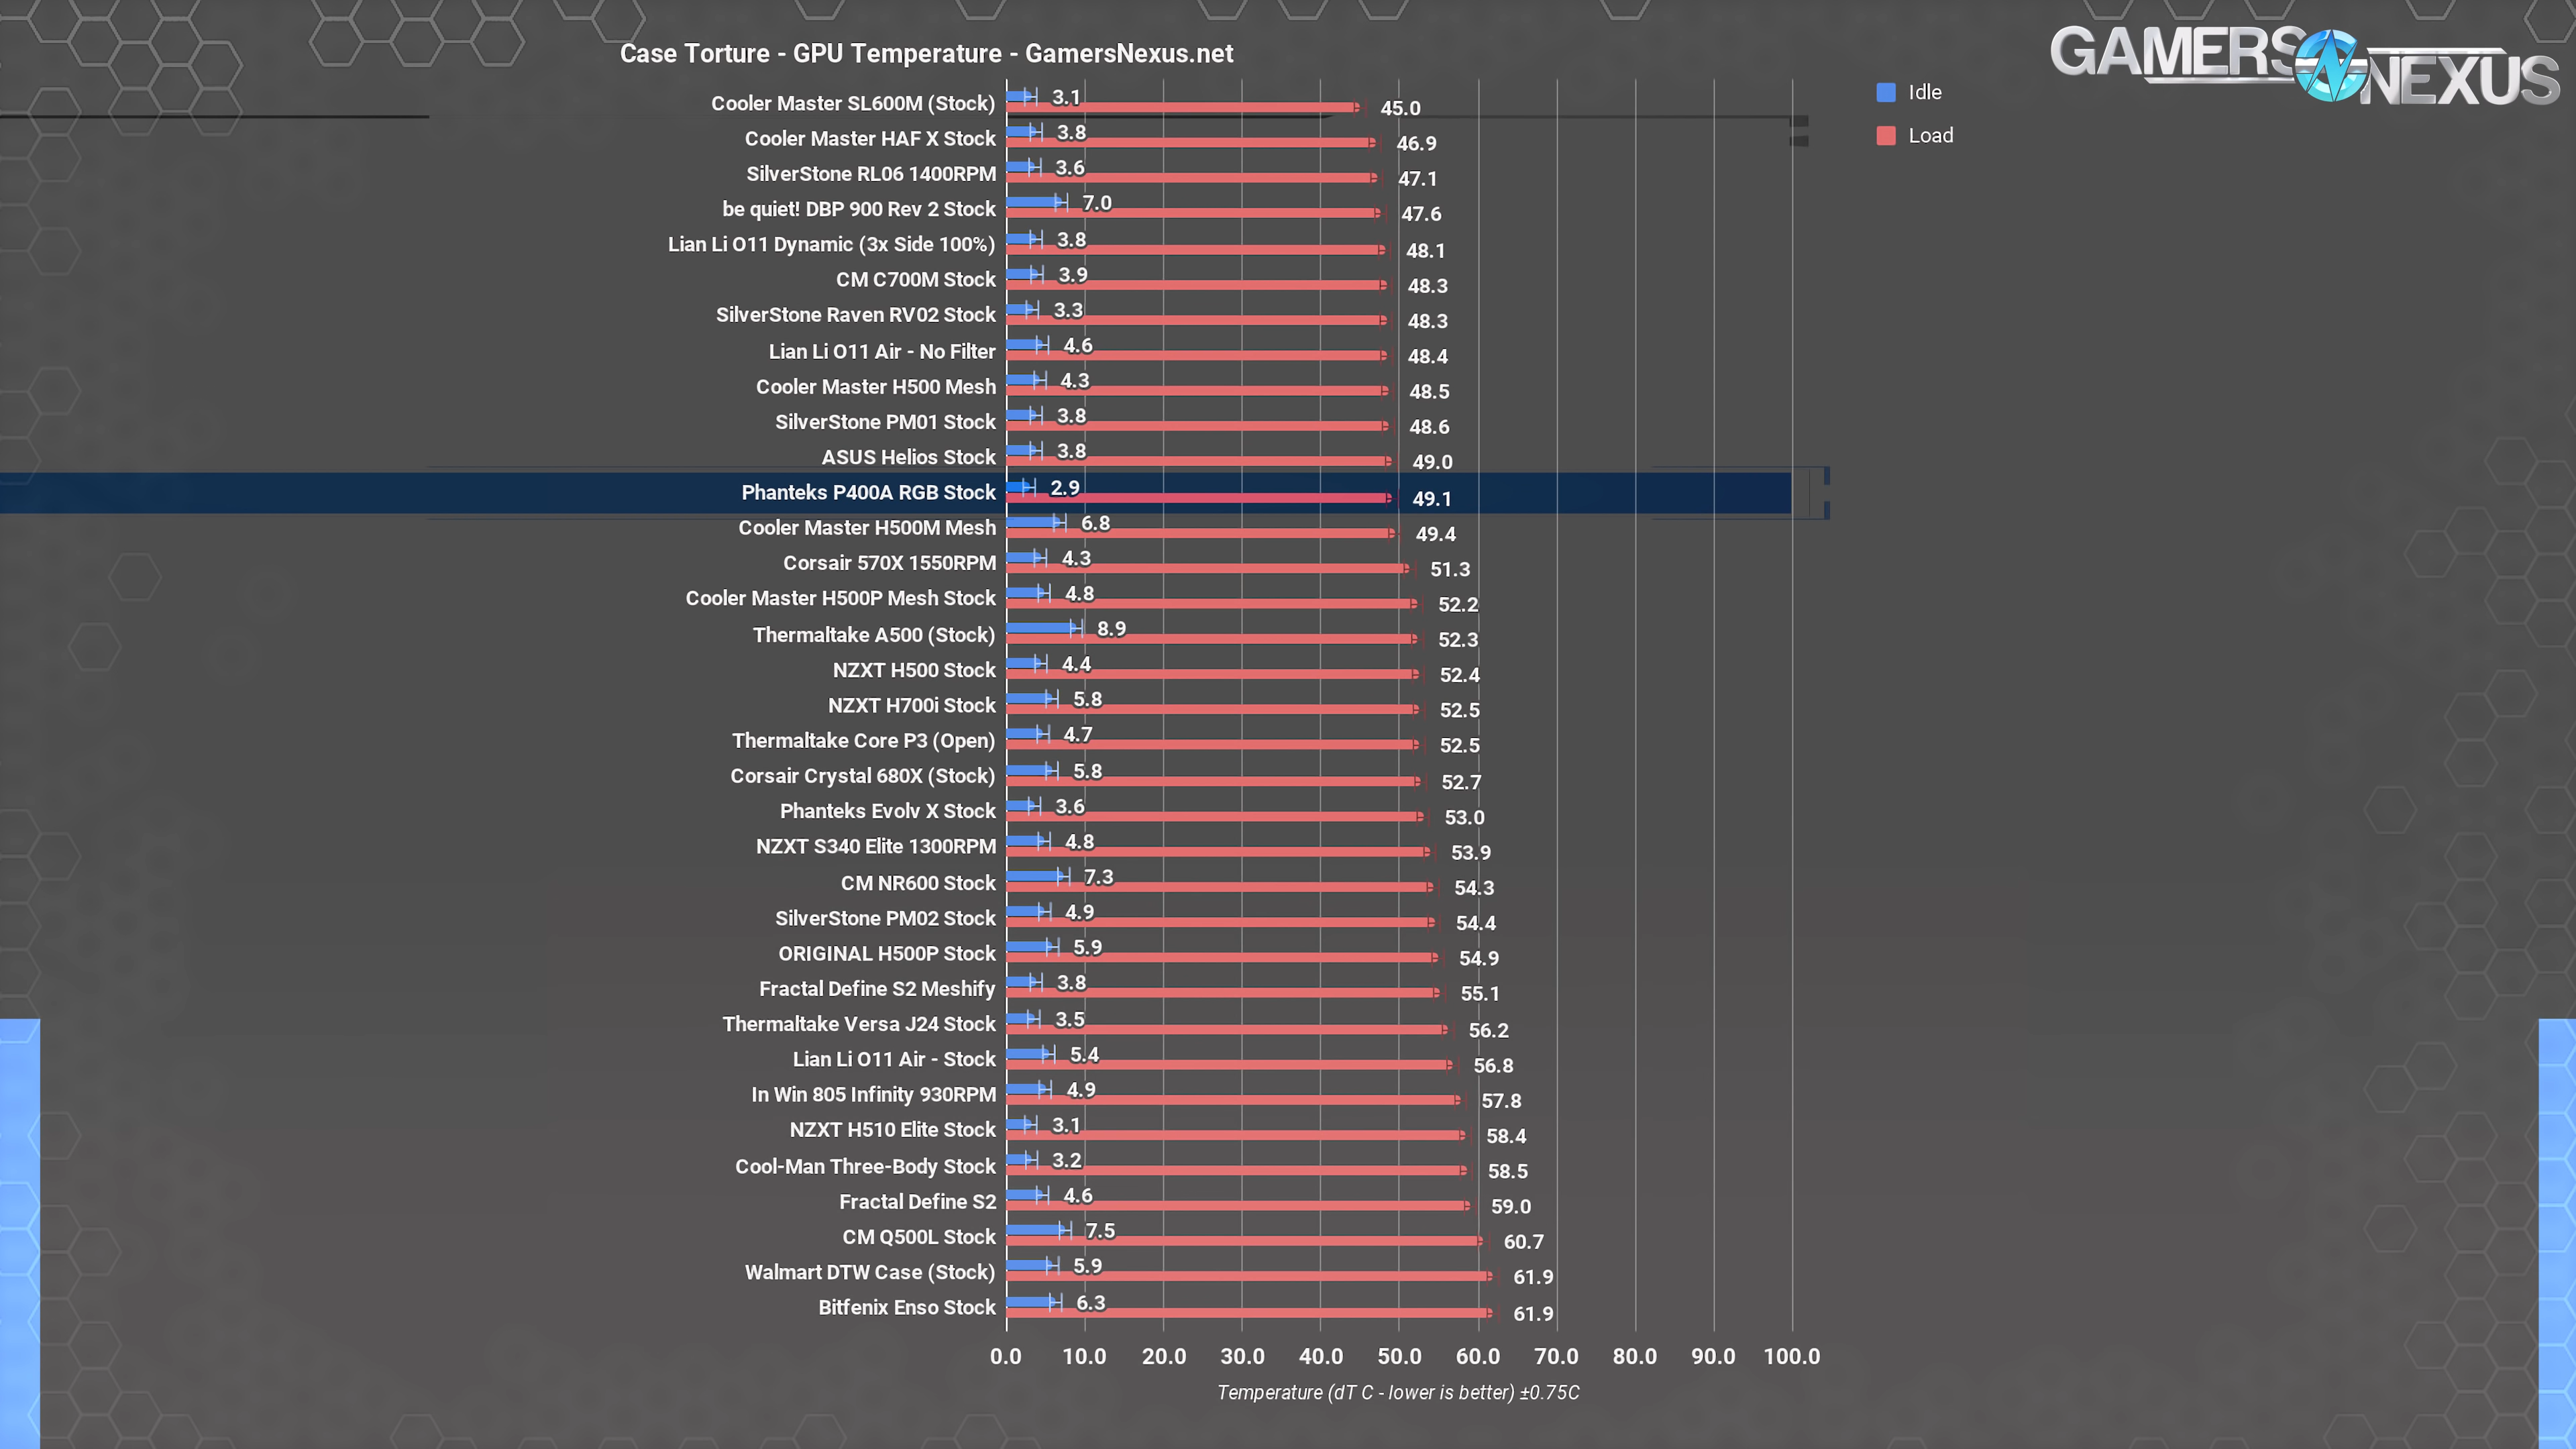 Case Torture - GPU Temperature - GamersNexus.net
GAMERS NEXUS
Idle
Load
Cooler Master SL600M (Stock) 3.1 45.0
Cooler Master HAF X Stock 3.8 46.9
SilverStone RL06 1400RPM 3.6 47.1
be quiet! DBP 900 Rev 2 Stock 7.0 47.6
Lian Li O11 Dynamic (3x Side 100%) 3.8 48.1
CM C700M Stock 3.9 48.3
SilverStone Raven RV02 Stock 3.3 48.3
Lian Li O11 Air - No Filter 4.6 48.4
Cooler Master H500 Mesh 4.3 48.5
SilverStone PM01 Stock 3.8 48.6
ASUS Helios Stock 3.8 49.0
Phanteks P400A RGB Stock 2.9 49.1
Cooler Master H500M Mesh 6.8 49.4
Corsair 570X 1550RPM 4.3 51.3
Cooler Master H500P Mesh Stock 4.8 52.2
Thermaltake A500 (Stock) 8.9 52.3
NZXT H500 Stock 4.4 52.4
NZXT H700i Stock 5.8 52.5
Thermaltake Core P3 (Open) 4.7 52.5
Corsair Crystal 680X (Stock) 5.8 52.7
Phanteks Evolv X Stock 3.6 53.0
NZXT S340 Elite 1300RPM 4.8 53.9
CM NR600 Stock 7.3 54.3
SilverStone PM02 Stock 4.9 54.4
ORIGINAL H500P Stock 5.9 54.9
Fractal Define S2 Meshify 3.8 55.1
Thermaltake Versa J24 Stock 3.5 56.2
Lian Li O11 Air - Stock 5.4 56.8
In Win 805 Infinity 930RPM 4.9 57.8
NZXT H510 Elite Stock 3.1 58.4
Cool-Man Three-Body Stock 3.2 58.5
Fractal Define S2 4.6 59.0
CM Q500L Stock 7.5 60.7
Walmart DTW Case (Stock) 5.9 61.9
Bitfenix Enso Stock 6.3 61.9
0.0 10.0 20.0 30.0 40.0 50.0 60.0 70.0 80.0 90.0 100.0
Temperature (dT C - lower is better) ±0.75C